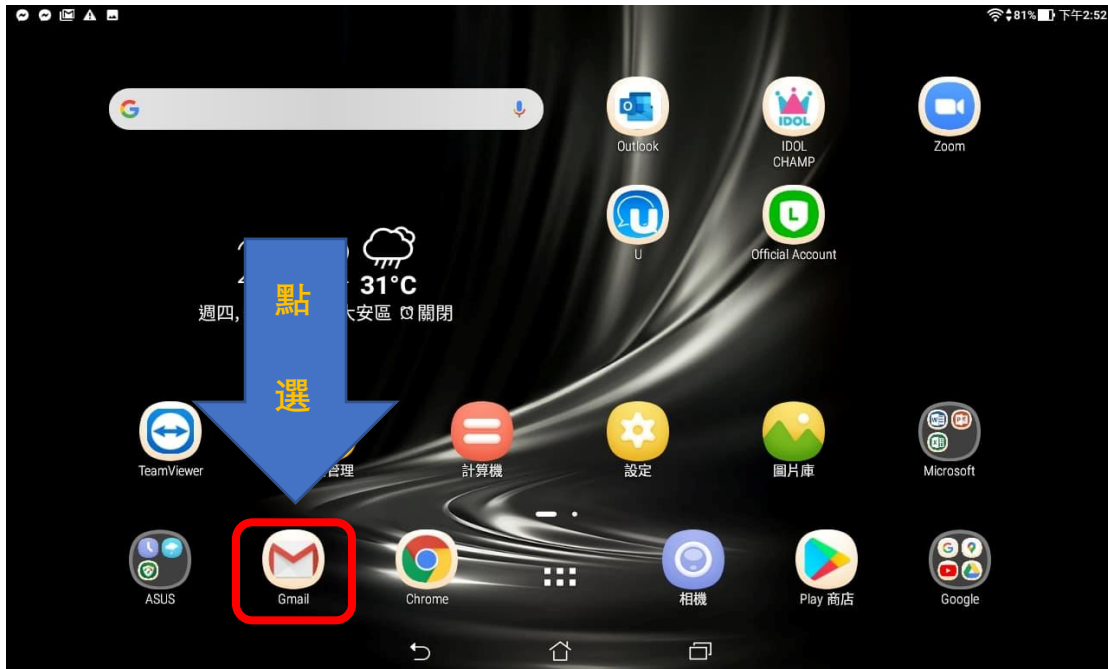 81% 下午2:52
Outlook
IDOL
IDOL
CHAMP
Zoom
U
U
L
Official Account
31°C
週四, 大安區 關閉
點
選
TeamViewer
管理
計算機
設定
圖片庫
Microsoft
ASUS
Gmail
Chrome
相機
Play 商店
Google